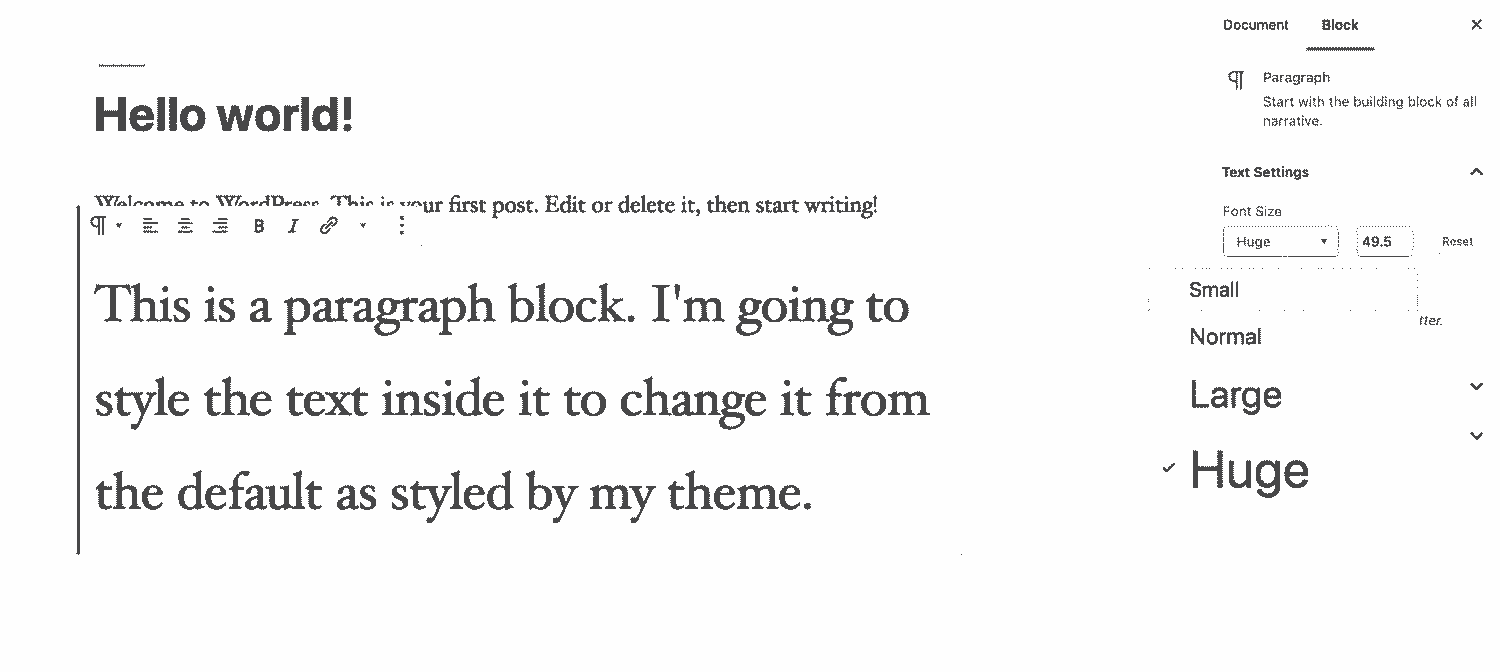 Document Block ×
Paragraph
Start with the building block of all
narrative.
Hello world!
Text Settings
Welcome to WordPress. This is your first post. Edit or delete it, then start writing!
Font Size
B I
Huge 49.5 Reset
This is a paragraph block. I'm going to
style the text inside it to change it from
the default as styled by my theme.
Small
tter.
Normal
Large
Huge